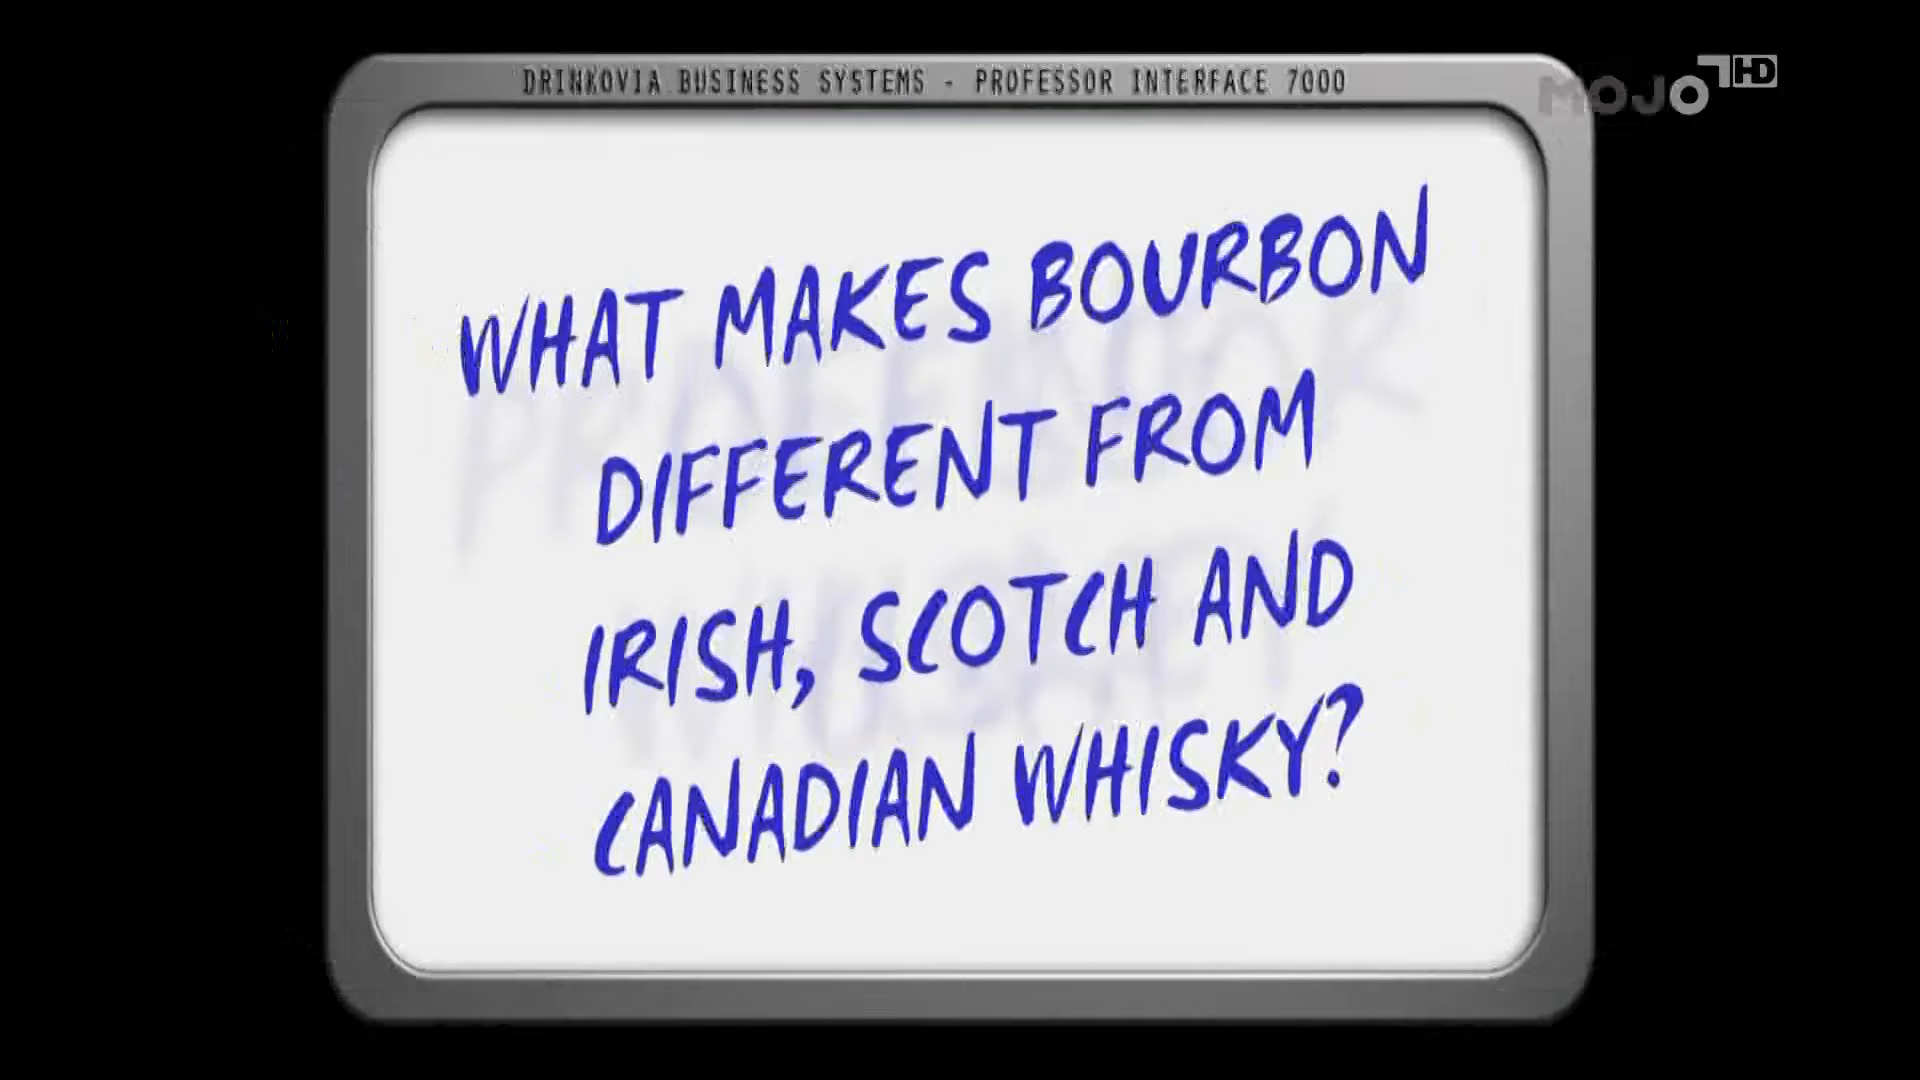 DRINKOVIA BUSINESS SYSTEMS - PROFESSOR INTERFACE 7000
MOJO HD
WHAT MAKES BOURBON
DIFFERENT FROM
IRISH, SCOTCH AND
CANADIAN WHISKY?